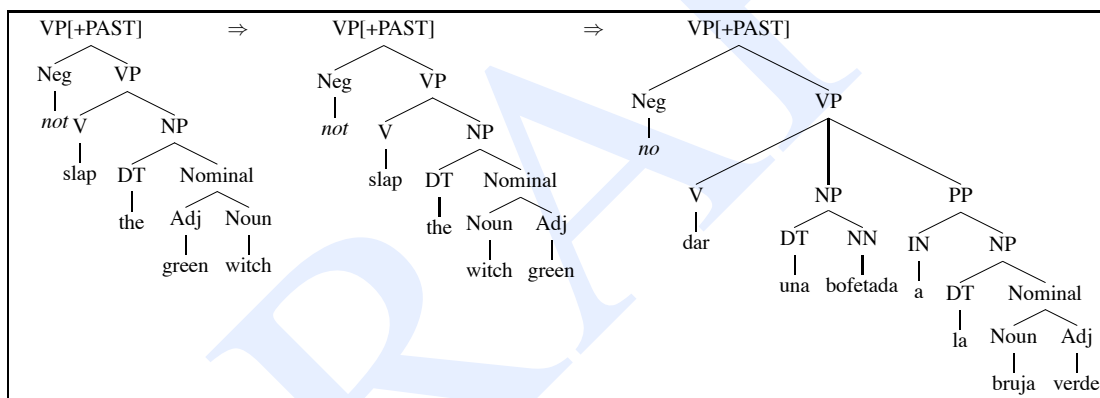 VP[+PAST] ⇒ VP[+PAST] ⇒ VP[+PAST]
Neg VP Neg VP Neg VP
not V NP not V NP no
slap DT Nominal slap DT Nominal V NP PP
the Adj Noun the Noun Adj dar DT NN IN NP
green witch witch green una bofetada a DT Nominal
la Noun Adj
bruja verde
RAF